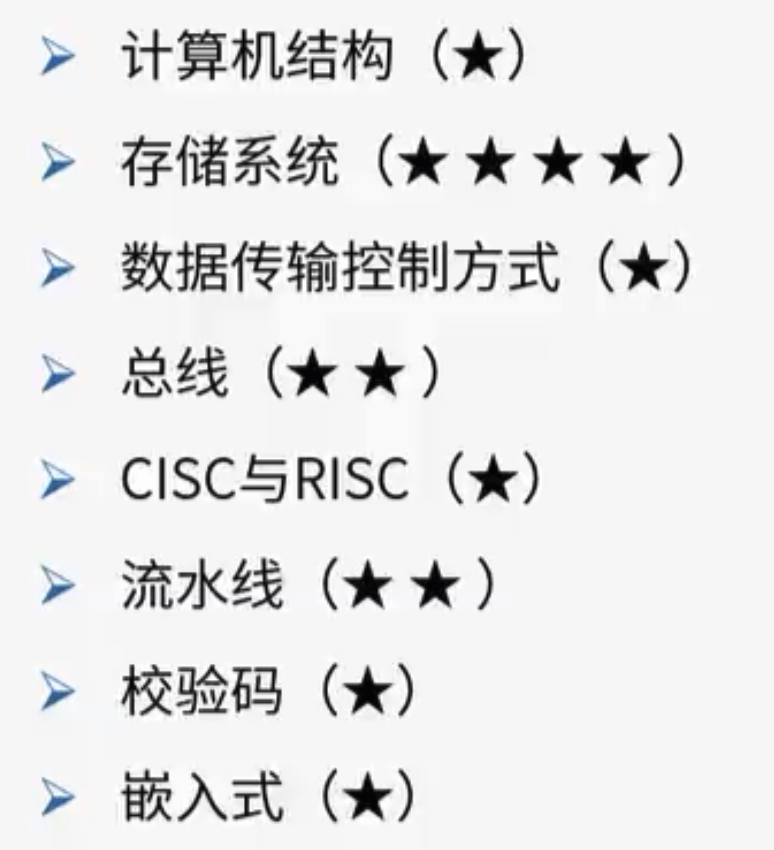 ➢ 计算机结构（★）
➢ 存储系统（★ ★ ★ ★ ）
➢ 数据传输控制方式（★）
➢ 总线（★ ★ ）
➢ CISC与RISC（★）
➢ 流水线（★ ★ ）
➢ 校验码（★）
➢ 嵌入式（★）